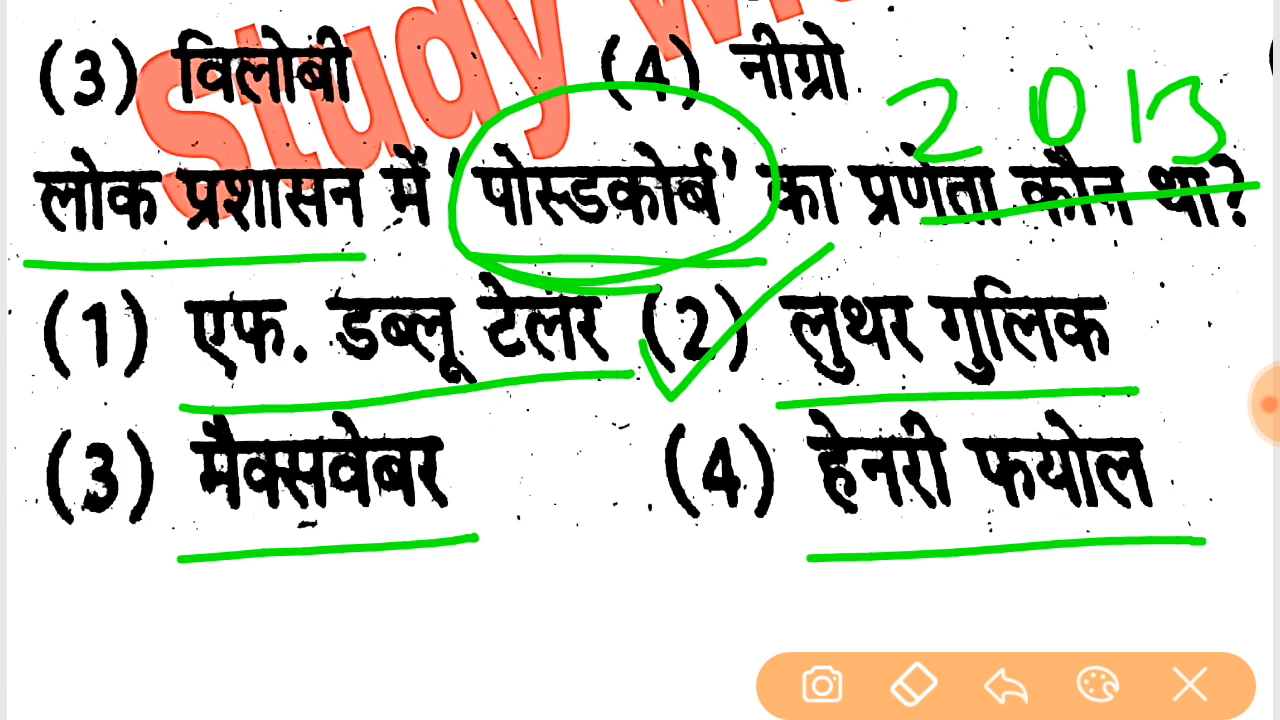 Study with
(3) विलोबी (4) नीग्रो
2013
लोक प्रशासन में 'पोस्डकोर्ब' का प्रणेता कौन था?
(1) एफ. डब्लू टेलर (2) लुथर गुलिक
(3) मैक्सवेबर (4) हेनरी फयोल